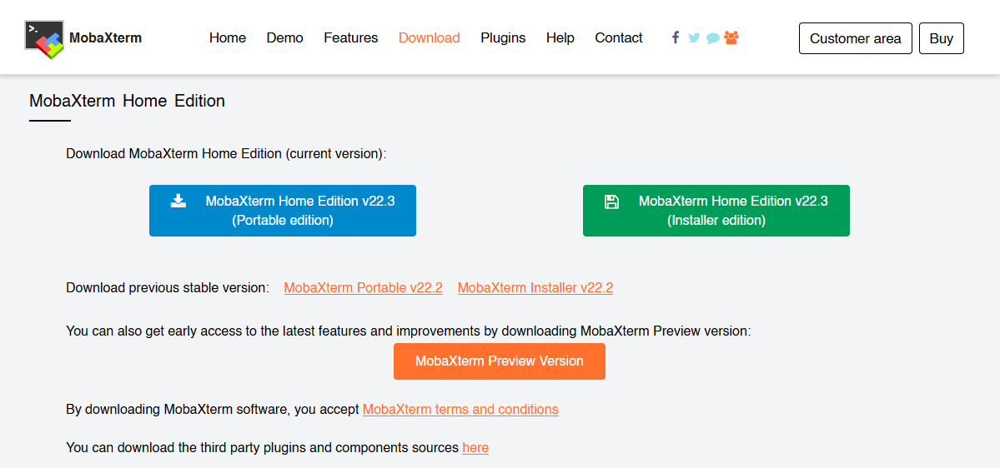 >_
MobaXterm
Home Demo Features Download Plugins Help Contact
Customer area Buy
MobaXterm Home Edition
Download MobaXterm Home Edition (current version):
MobaXterm Home Edition v22.3
(Portable edition)
MobaXterm Home Edition v22.3
(Installer edition)
Download previous stable version: MobaXterm Portable v22.2 MobaXterm Installer v22.2
You can also get early access to the latest features and improvements by downloading MobaXterm Preview version:
MobaXterm Preview Version
By downloading MobaXterm software, you accept MobaXterm terms and conditions
You can download the third party plugins and components sources here